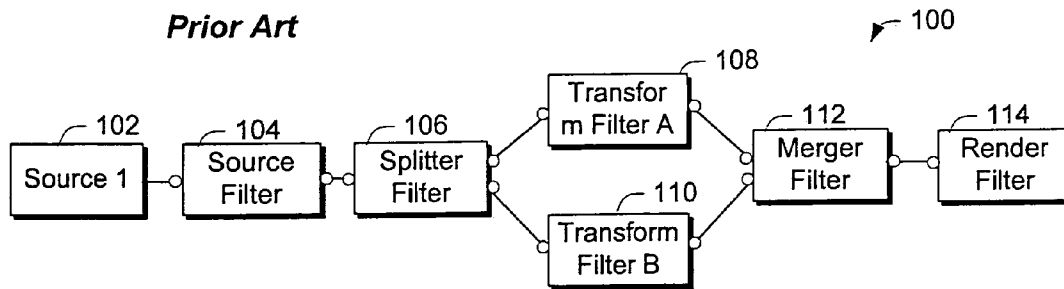 Prior Art
100
102
Source 1
104
Source
Filter
106
Splitter
Filter
108
Transfor
m Filter A
110
Transform
Filter B
112
Merger
Filter
114
Render
Filter